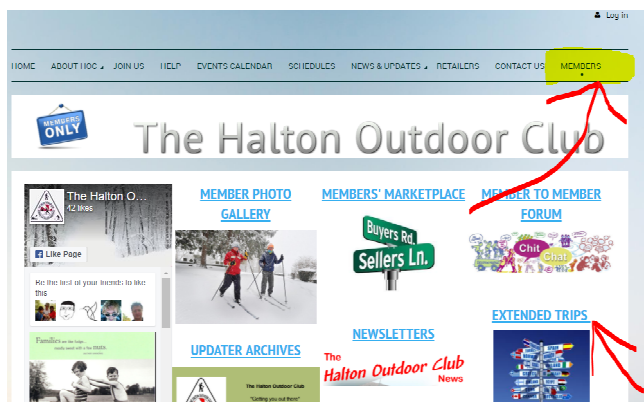 Log in
HOME ABOUT HOC JOIN US HELP EVENTS CALENDAR SCHEDULES NEWS & UPDATES RETAILERS CONTACT US MEMBERS
MEMBERS
ONLY
The Halton Outdoor Club
The Halton O...
42 likes
Like Page
Be the first of your friends to like
this
Families
MEMBER PHOTO
GALLERY
UPDATER ARCHIVES
The Halton Outdoor Club
"Getting you out there"
MEMBERS' MARKETPLACE
Buyers Rd.
Sellers Ln.
NEWSLETTERS
The
Halton Outdoor Club
News
MEMBER TO MEMBER
FORUM
Chit
Chat
EXTENDED TRIPS